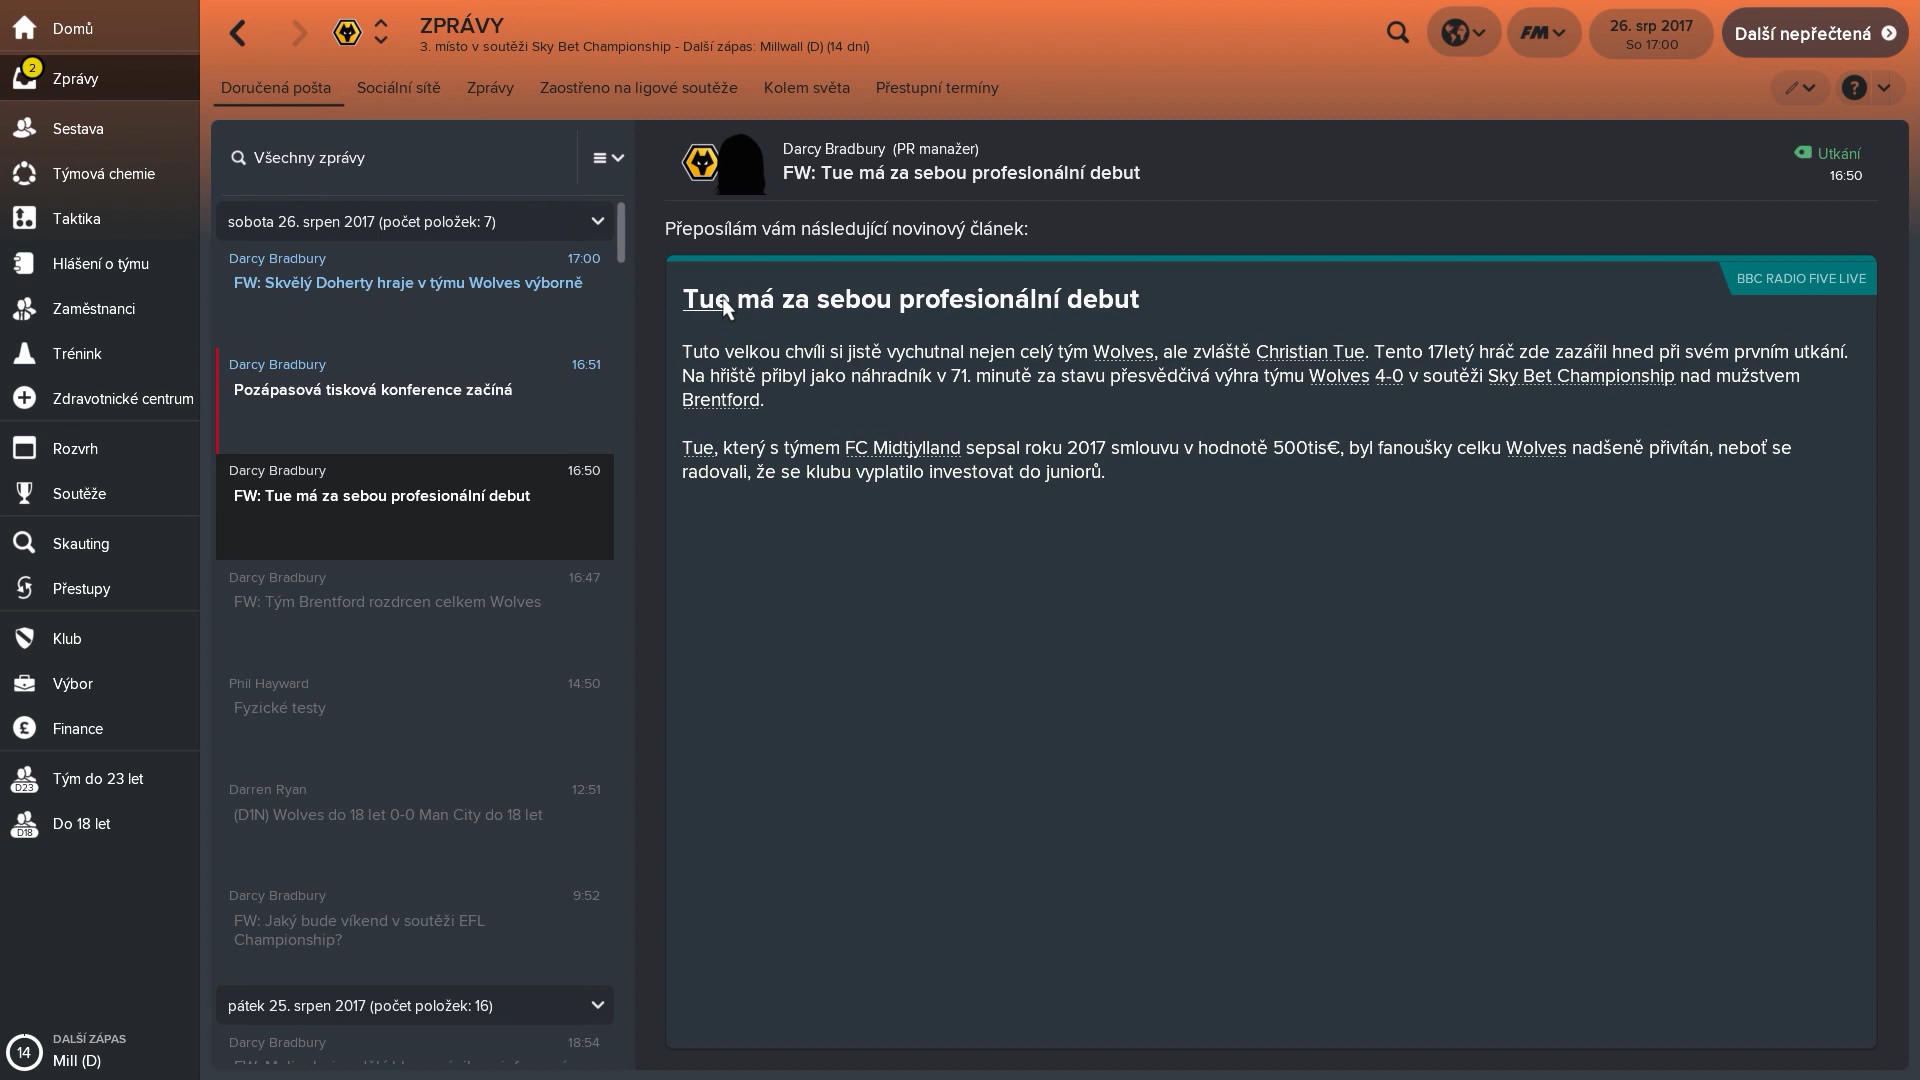 Domů
2
Zprávy
Sestava
Týmová chemie
Taktika
Hlášení o týmu
Zaměstnanci
Trénink
Zdravotnické centrum
Rozvrh
Soutěže
Skauting
Přestupy
Klub
Výbor
Finance
D23
Tým do 23 let
D18
Do 18 let
14
DALŠÍ ZÁPAS
Mill (D)
ZPRÁVY
3. místo v soutěži Sky Bet Championship - Další zápas: Millwall (D) (14 dní)
FM
26. srp 2017
So 17:00
Další nepřečtená
Doručená pošta
Sociální sítě
Zprávy
Zaostřeno na ligové soutěže
Kolem světa
Přestupní termíny
?
Všechny zprávy
sobota 26. srpen 2017 (počet položek: 7)
Darcy Bradbury 17:00
FW: Skvělý Doherty hraje v týmu Wolves výborně
Darcy Bradbury 16:51
Pozápasová tisková konference začíná
Darcy Bradbury 16:50
FW: Tue má za sebou profesionální debut
Darcy Bradbury 16:47
FW: Tým Brentford rozdrcen celkem Wolves
Phil Hayward 14:50
Fyzické testy
Darren Ryan 12:51
(D1N) Wolves do 18 let 0-0 Man City do 18 let
Darcy Bradbury 9:52
FW: Jaký bude víkend v soutěži EFL
Championship?
pátek 25. srpen 2017 (počet položek: 16)
Darcy Bradbury 18:54
Darcy Bradbury (PR manažer)
FW: Tue má za sebou profesionální debut
Utkání
16:50
Přeposílám vám následující novinový článek:
BBC RADIO FIVE LIVE
Tue má za sebou profesionální debut
Tuto velkou chvíli si jistě vychutnal nejen celý tým Wolves, ale zvláště Christian Tue. Tento 17letý hráč zde zazářil hned při svém prvním utkání.
Na hřiště přibyl jako náhradník v 71. minutě za stavu přesvědčivá výhra týmu Wolves 4-0 v soutěži Sky Bet Championship nad mužstvem
Brentford.
Tue, který s týmem FC Midtjylland sepsal roku 2017 smlouvu v hodnotě 500tis€, byl fanoušky celku Wolves nadšeně přivítán, neboť se
radovali, že se klubu vyplatilo investovat do juniorů.